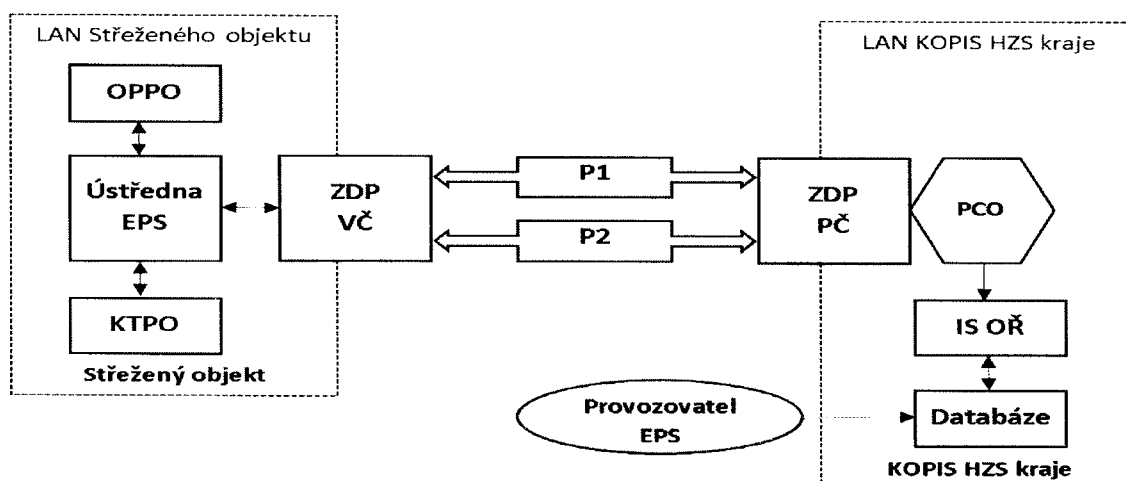 LAN Střeženého objektu
OPPO
Ústředna
EPS
KTPO
Střežený objekt
ZDP
VČ
P1
P2
LAN KOPIS HZS kraje
ZDP
PČ
PCO
IS OŘ
Databáze
KOPIS HZS kraje
Provozovatel
EPS